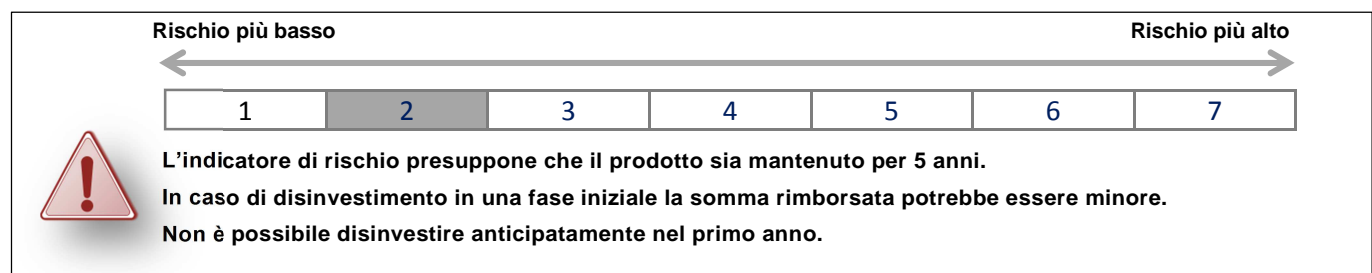 Rischio più basso Rischio più alto
1 2 3 4 5 6 7
L'indicatore di rischio presuppone che il prodotto sia mantenuto per 5 anni.
In caso di disinvestimento in una fase iniziale la somma rimborsata potrebbe essere minore.
Non è possibile disinvestire anticipatamente nel primo anno.